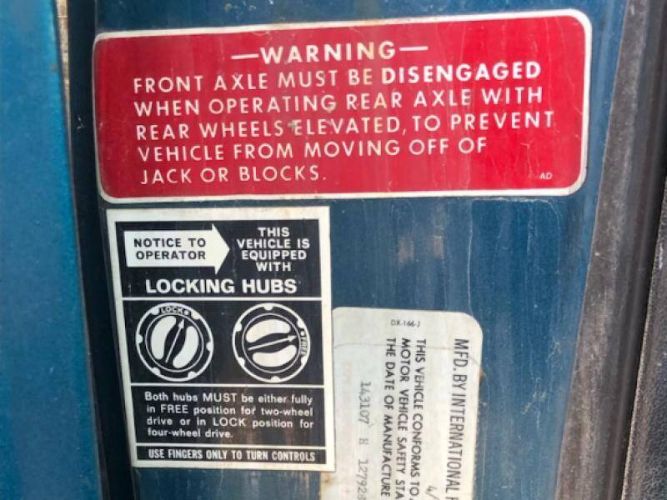 —WARNING—
FRONT AXLE MUST BE DISENGAGED
WHEN OPERATING REAR AXLE WITH
REAR WHEELS ELEVATED, TO PREVENT
VEHICLE FROM MOVING OFF OF
JACK OR BLOCKS.
AD
NOTICE TO
OPERATOR
THIS
VEHICLE IS
EQUIPPED
WITH
LOCKING HUBS
LOCK
FREE
Both hubs MUST be either fully
in FREE position for two-wheel
drive or in LOCK position for
four-wheel drive.
USE FINGERS ONLY TO TURN CONTROLS
DX-166-J
MFD. BY INTERNATIONAL
THIS VEHICLE CONFORMS TO
MOTOR VEHICLE SAFETY
THE DATE OF MANUFACTURE
143107 H